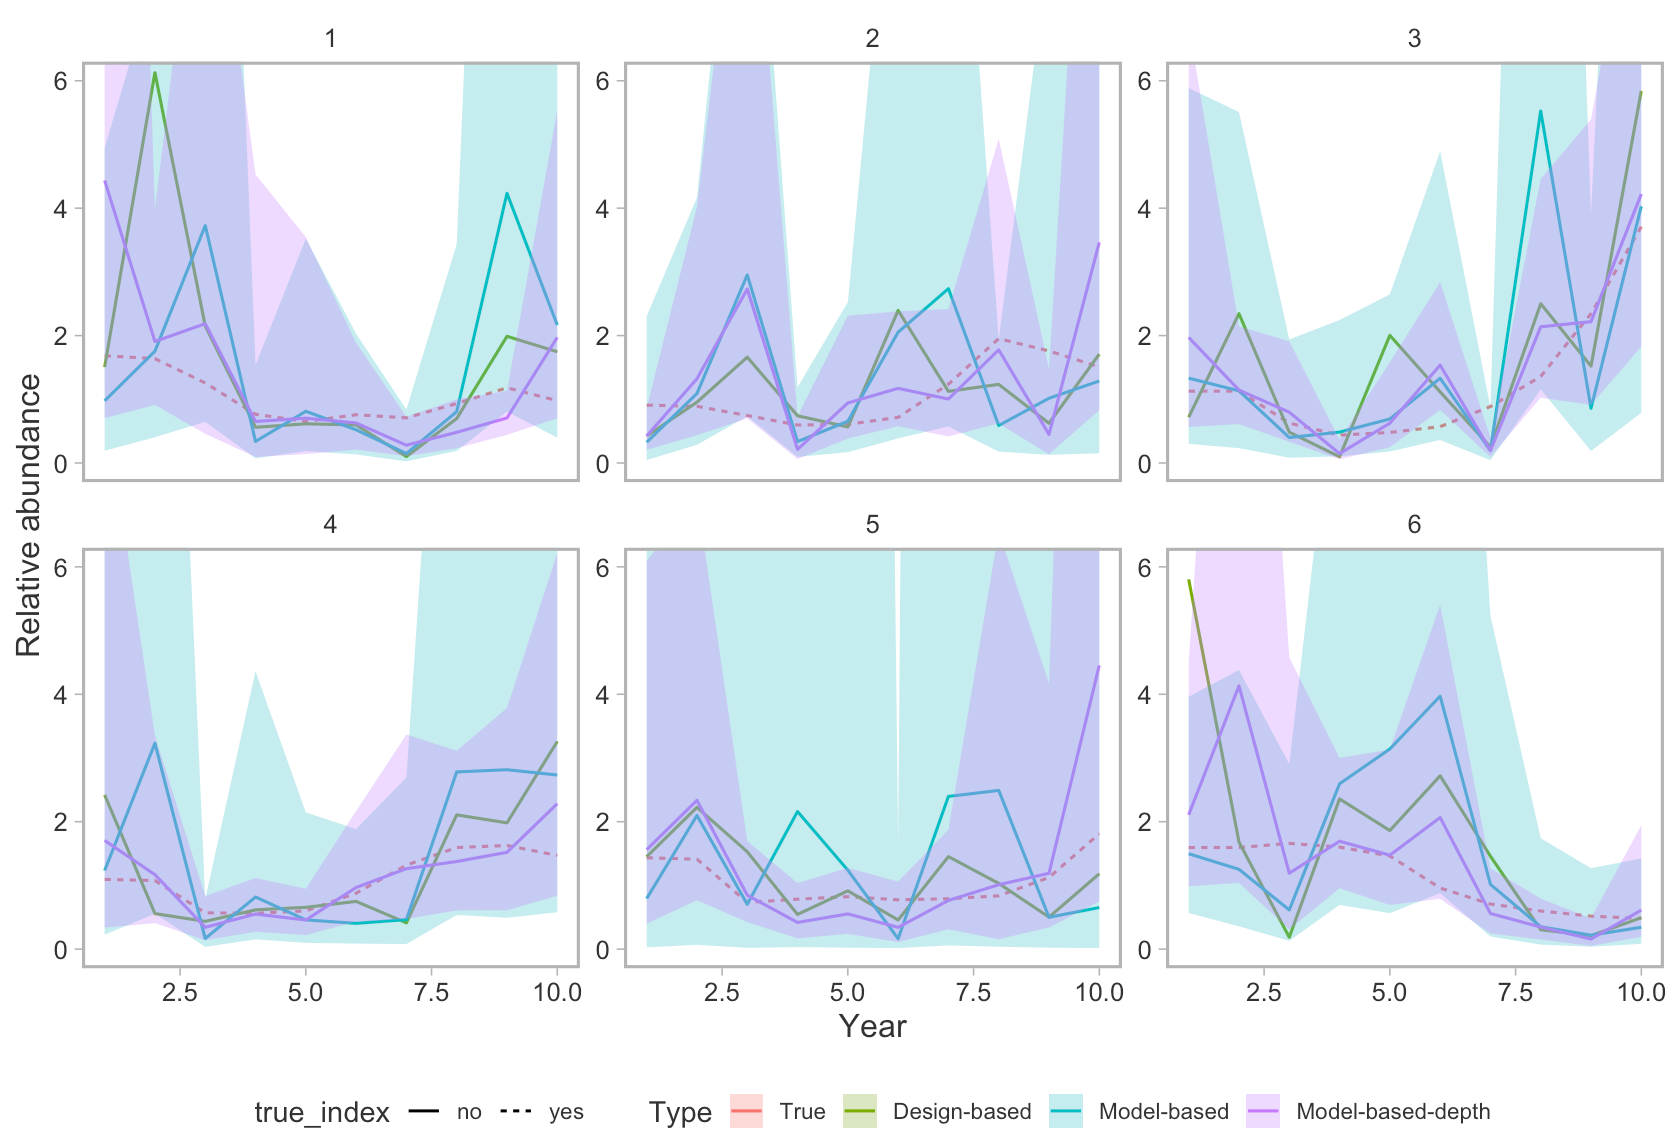 1 2 3
6 6 6
4 4 4
2 2 2
0 0 0
Relative abundance
4 5 6
6 6 6
4 4 4
2 2 2
0 0 0
2.5 5.0 7.5 10.0 2.5 5.0 7.5 10.0 2.5 5.0 7.5 10.0
Year
true_index no yes Type True Design-based Model-based Model-based-depth